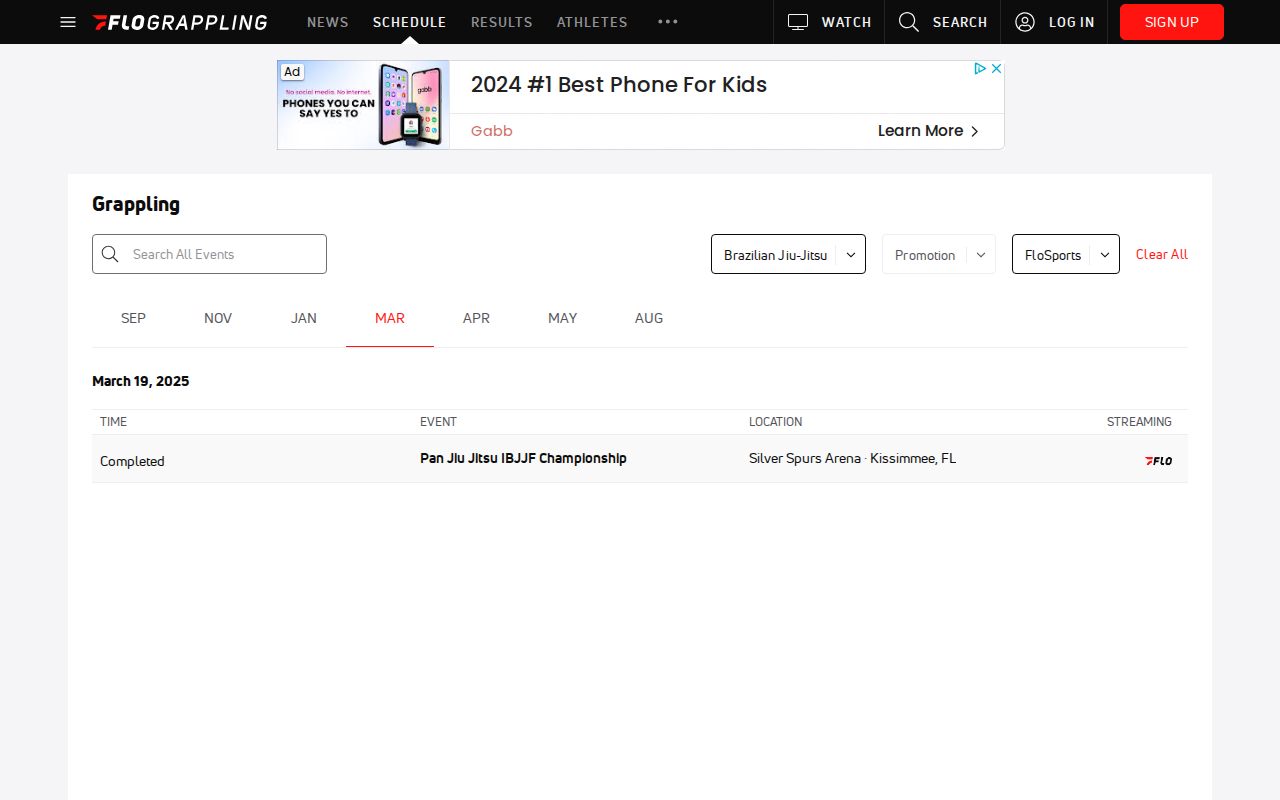 FLOGRAPPLING NEWS SCHEDULE RESULTS ATHLETES WATCH SEARCH LOG IN SIGN UP
Ad
No social media. No internet.
PHONES YOU CAN
SAY YES TO
gabb
2024 #1 Best Phone For Kids
Gabb
Learn More
Grappling
Search All Events
Brazilian Jiu-Jitsu
Promotion
FloSports
Clear All
SEP NOV JAN MAR APR MAY AUG
March 19, 2025
TIME EVENT LOCATION STREAMING
Completed Pan Jiu Jitsu IBJJF Championship Silver Spurs Arena · Kissimmee, FL FLO